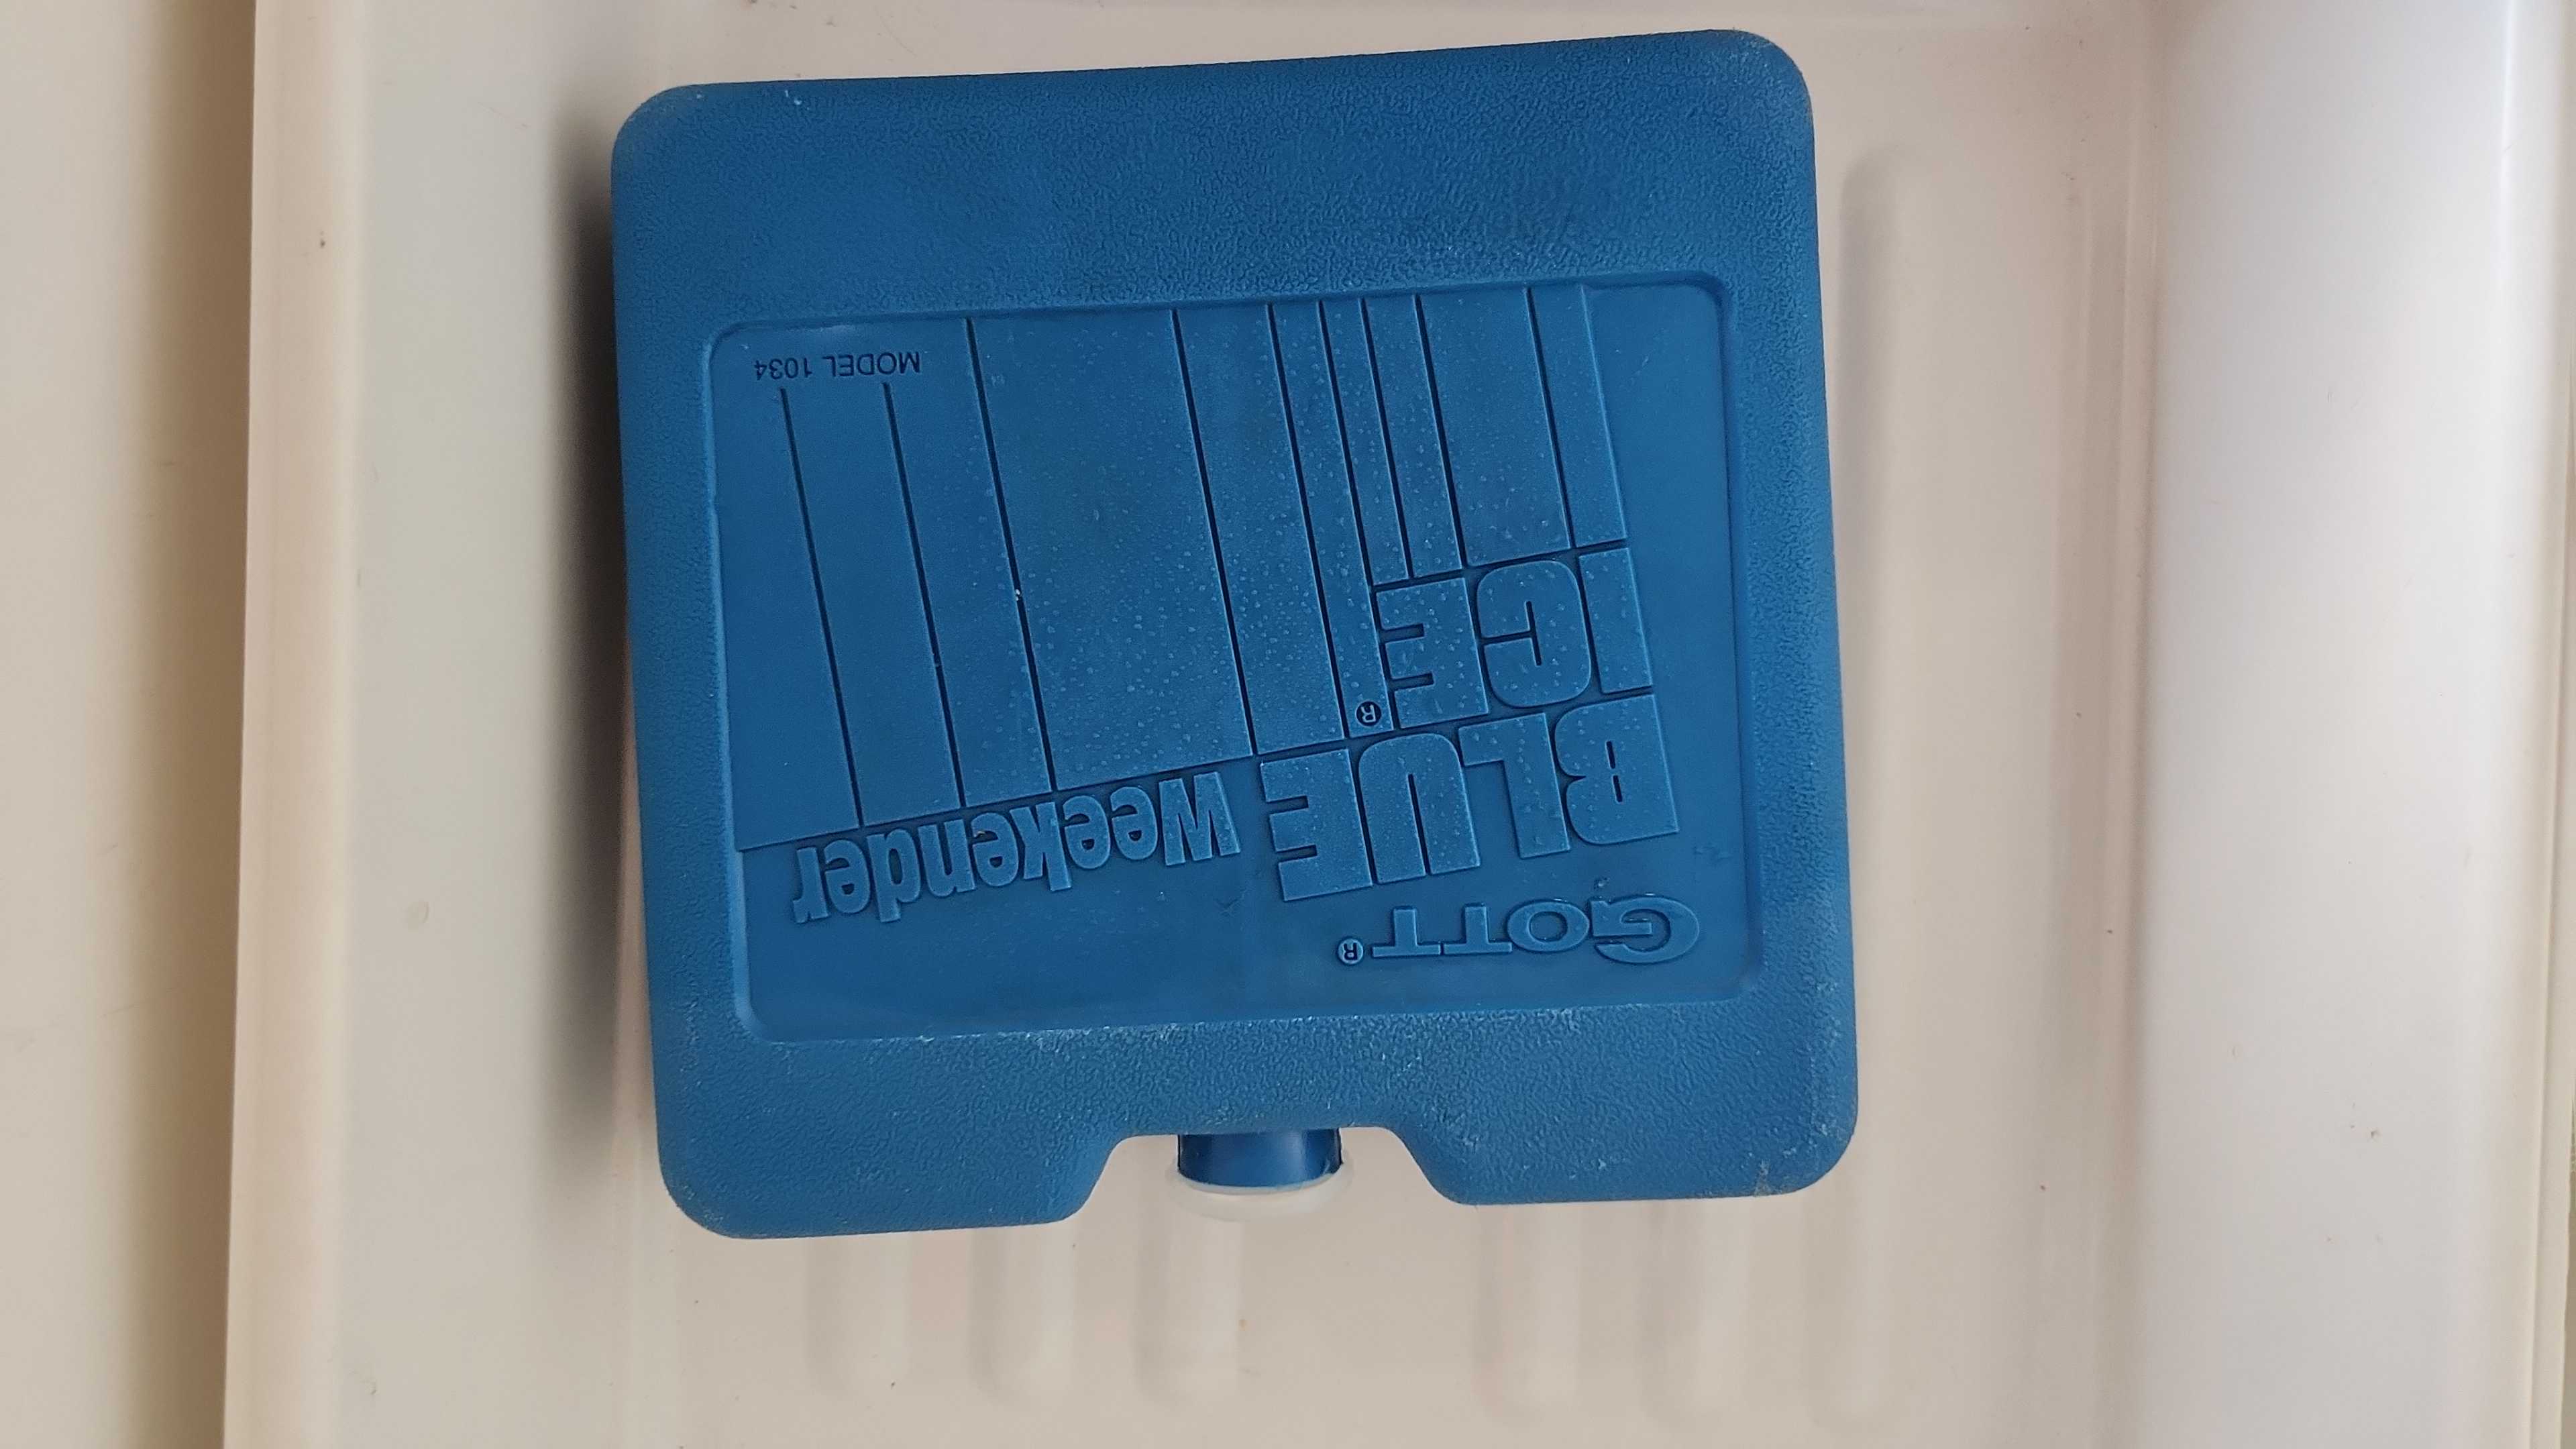 GOTT®
BLUE weekender
ICE®
MODEL 1034